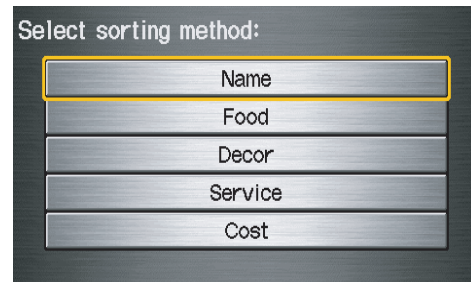 Select sorting method:
Name
Food
Decor
Service
Cost